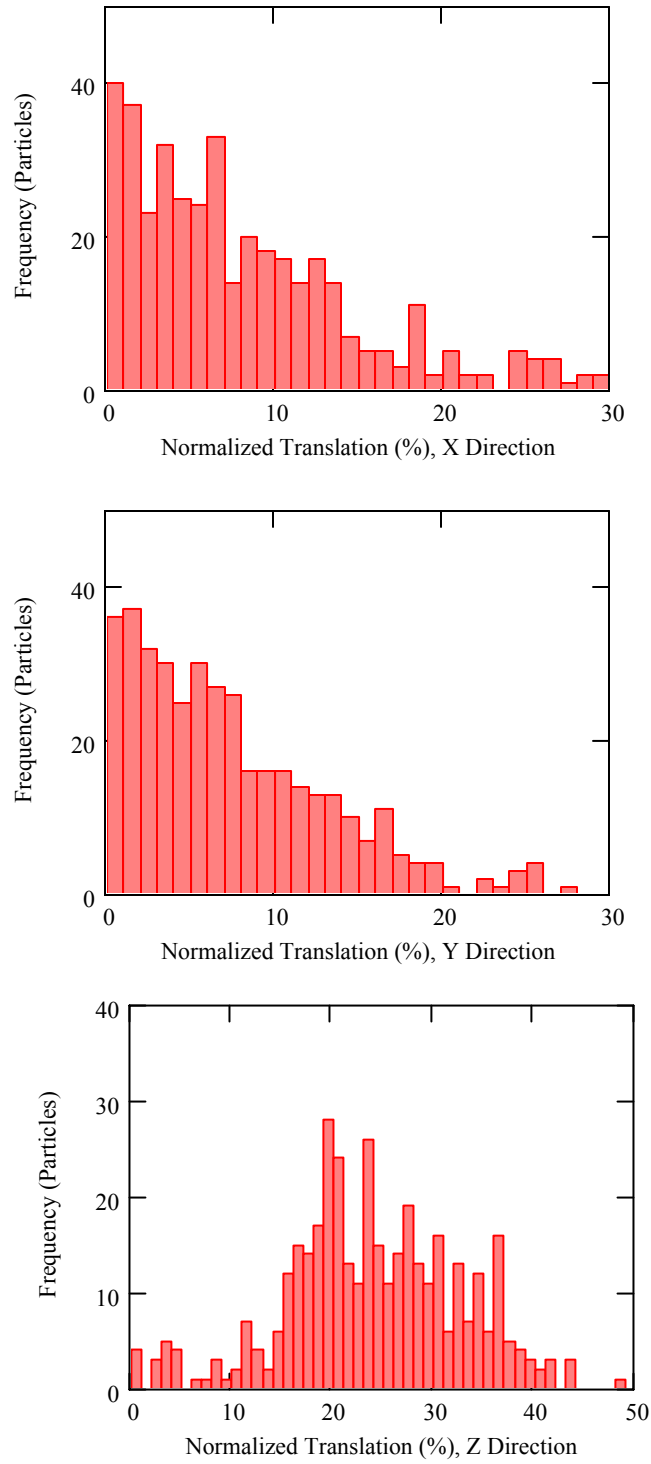 40
20
0
Frequency (Particles)
0 10 20 30
Normalized Translation (%), X Direction
40
20
0
Frequency (Particles)
0 10 20 30
Normalized Translation (%), Y Direction
40
30
20
10
0
Frequency (Particles)
0 10 20 30 40 50
Normalized Translation (%), Z Direction